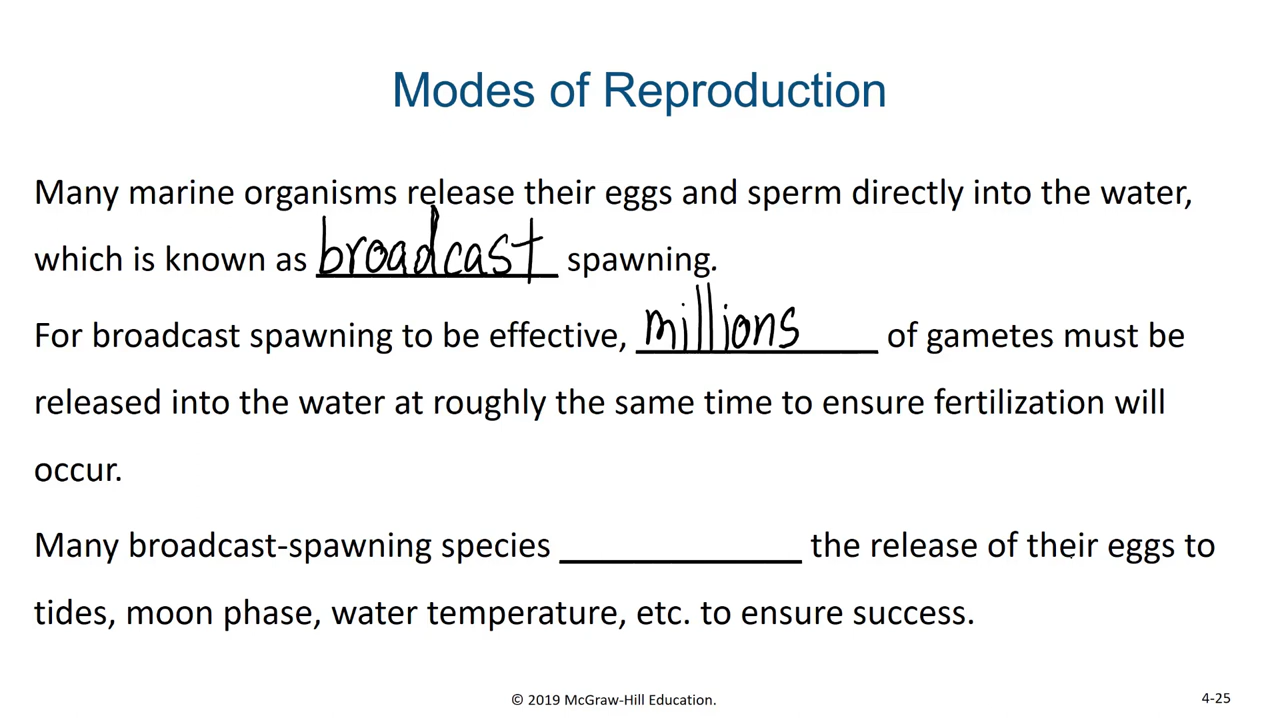 Modes of Reproduction
Many marine organisms release their eggs and sperm directly into the water,
which is known as broadcast spawning.
For broadcast spawning to be effective, millions of gametes must be
released into the water at roughly the same time to ensure fertilization will
occur.
Many broadcast-spawning species ____________ the release of their eggs to
tides, moon phase, water temperature, etc. to ensure success.
© 2019 McGraw-Hill Education.
4-25